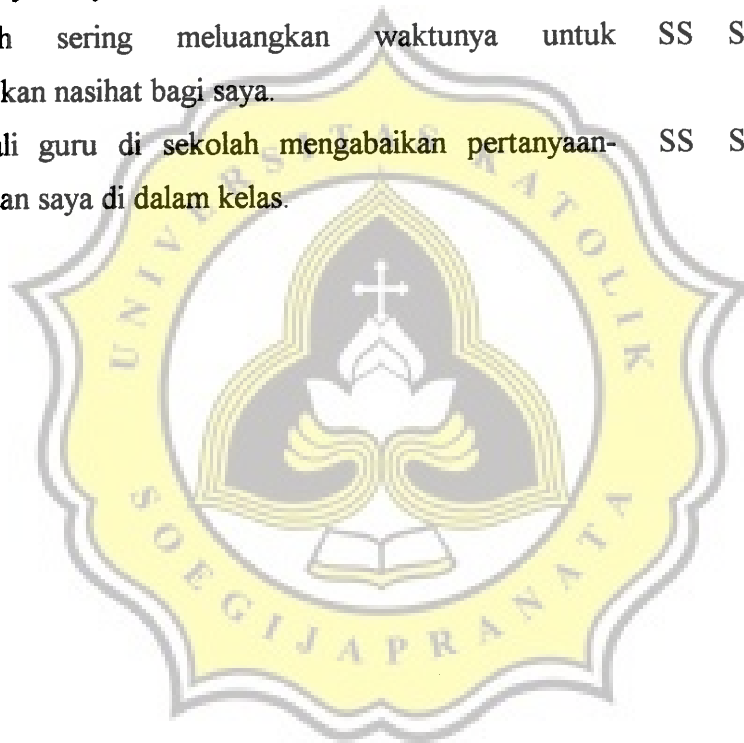 h sering meluangkan waktunya untuk SS S
kan nasihat bagi saya.
li guru di sekolah mengabaikan pertanyaan- SS S
an saya di dalam kelas.
UNIVERSITAS KATOLIK
SOEGIJAPRANATA